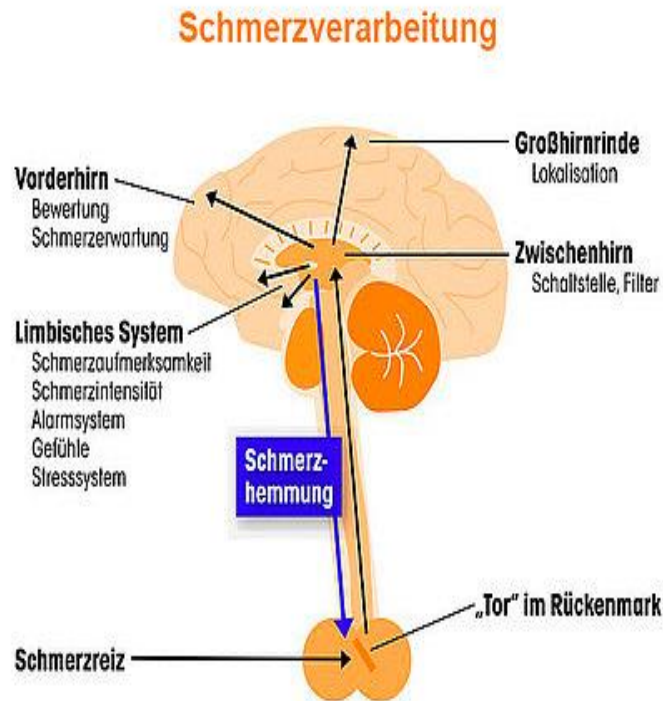 Schmerzverarbeitung
Großhirnrinde
Lokalisation
Vorderhirn
Bewertung
Schmerzerwartung
Zwischenhirn
Schaltstelle, Filter
Limbisches System
Schmerzaufmerksamkeit
Schmerzintensität
Alarmsystem
Gefühle
Stresssystem
Schmerz-
hemmung
„Tor“ im Rückenmark
Schmerzreiz